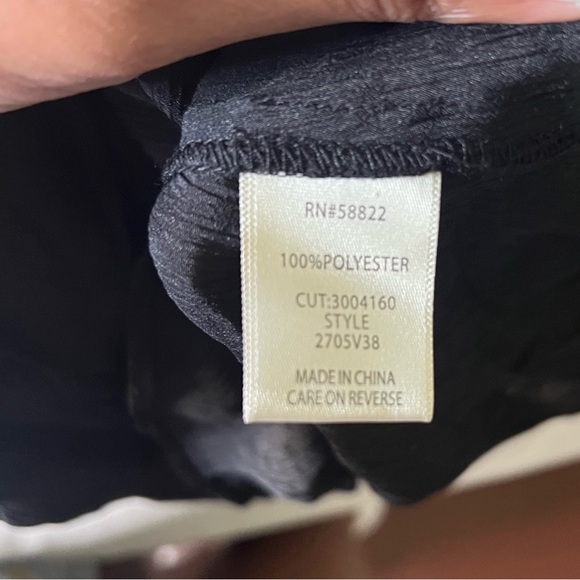 RN#58822
100%POLYESTER
CUT:3004160
STYLE
2705V38
MADE IN CHINA
CARE ON REVERSE